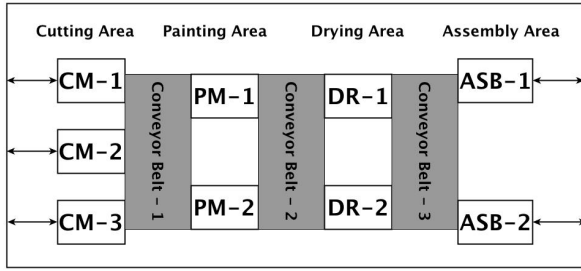 Cutting Area Painting Area Drying Area Assembly Area
CM-1 PM-1 DR-1 ASB-1
CM-2
CM-3 PM-2 DR-2 ASB-2
Conveyor Belt - 1
Conveyor Belt - 2
Conveyor Belt - 3